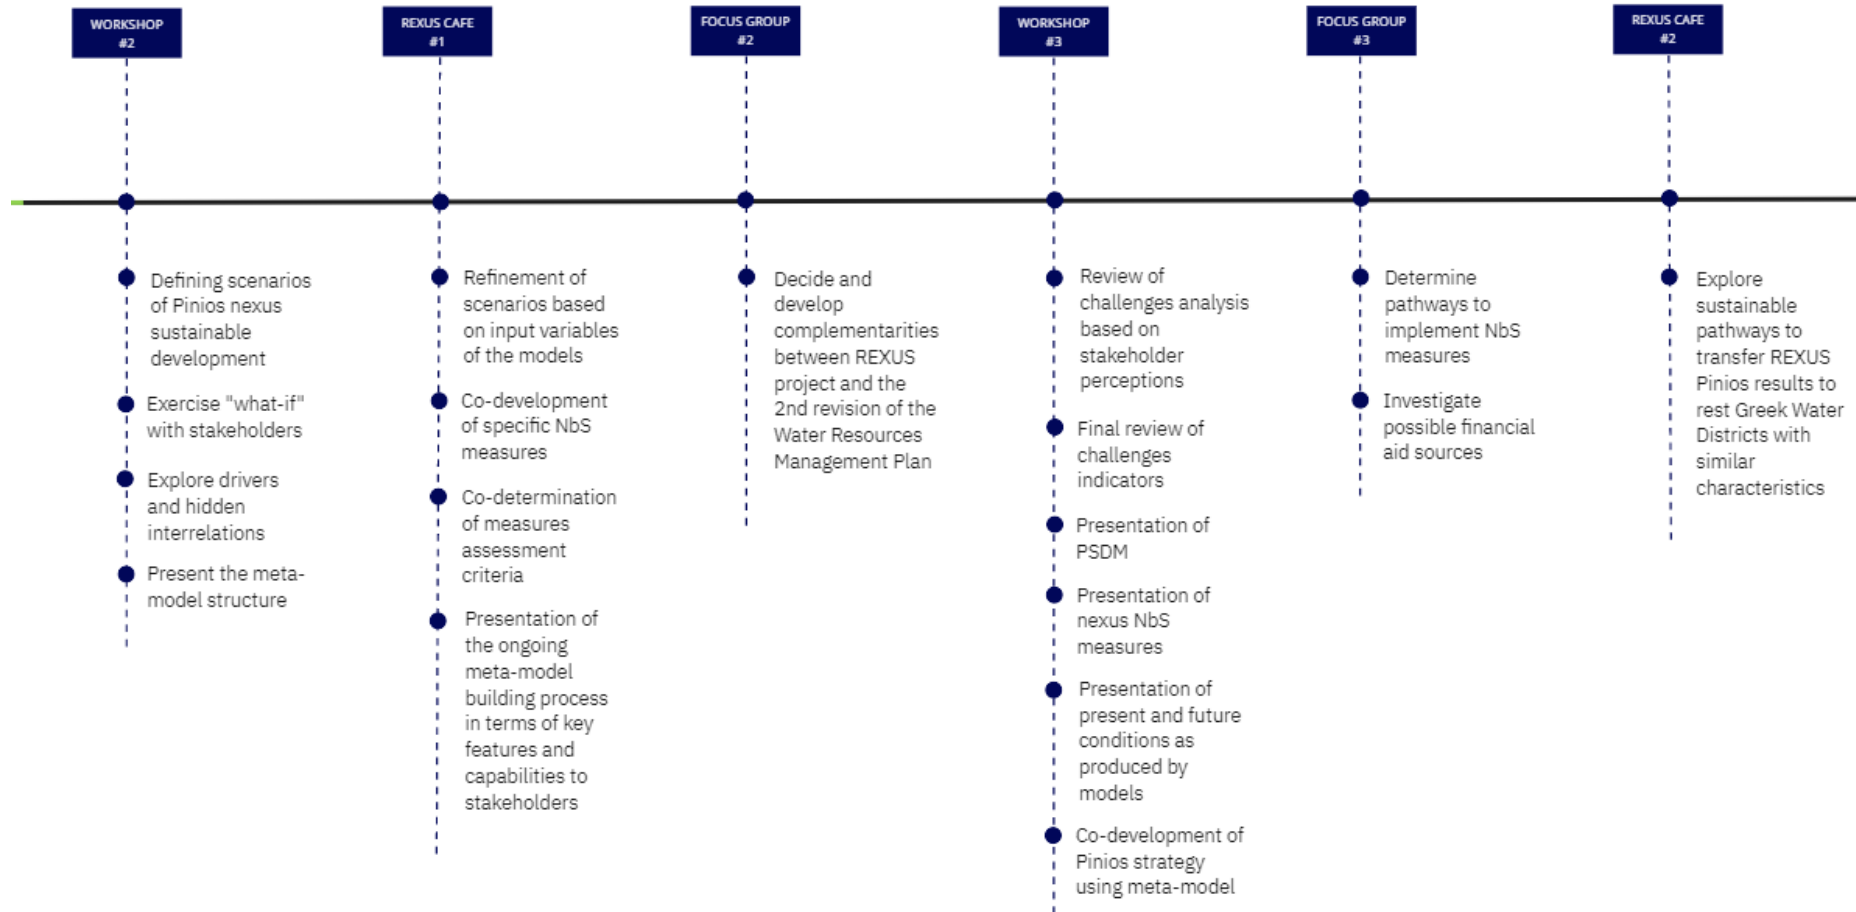 WORKSHOP
#2
Defining scenarios
of Pinios nexus
sustainable
development
Exercise "what-if"
with stakeholders
Explore drivers
and hidden
interrelations
Present the meta-
model structure
REXUS CAFE
#1
Refinement of
scenarios based
on input variables
of the models
Co-development
of specific NbS
measures
Co-determination
of measures
assessment
criteria
Presentation of
the ongoing
meta-model
building process
in terms of key
features and
capabilities to
stakeholders
FOCUS GROUP
#2
Decide and
develop
complementarities
between REXUS
project and the
2nd revision of the
Water Resources
Management Plan
WORKSHOP
#3
Review of
challenges analysis
based on
stakeholder
perceptions
Final review of
challenges
indicators
Presentation of
PSDM
Presentation of
nexus NbS
measures
Presentation of
present and future
conditions as
produced by
models
Co-development of
Pinios strategy
using meta-model
FOCUS GROUP
#3
Determine
pathways to
implement NbS
measures
Investigate
possible financial
aid sources
REXUS CAFE
#2
Explore
sustainable
pathways to
transfer REXUS
Pinios results to
rest Greek Water
Districts with
similar
characteristics